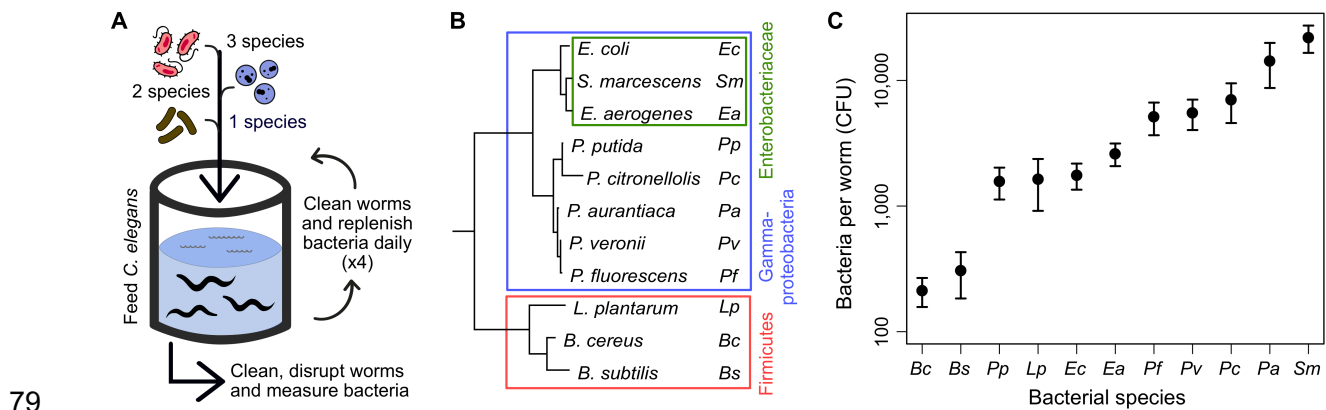 A
3 species
2 species
1 species
Feed C. elegans
Clean worms
and replenish
bacteria daily
(x4)
Clean, disrupt worms
and measure bacteria
B
E. coli Ec
S. marcescens Sm
E. aerogenes Ea
P. putida Pp
P. citronellolis Pc
P. aurantiaca Pa
P. veronii Pv
P. fluorescens Pf
L. plantarum Lp
B. cereus Bc
B. subtilis Bs
Enterobacteriaceae
Gamma-
proteobacteria
Firmicutes
C
Bacteria per worm (CFU)
10,000
1,000
100
Bc Bs Pp Lp Ec Ea Pf Pv Pc Pa Sm
Bacterial species
79